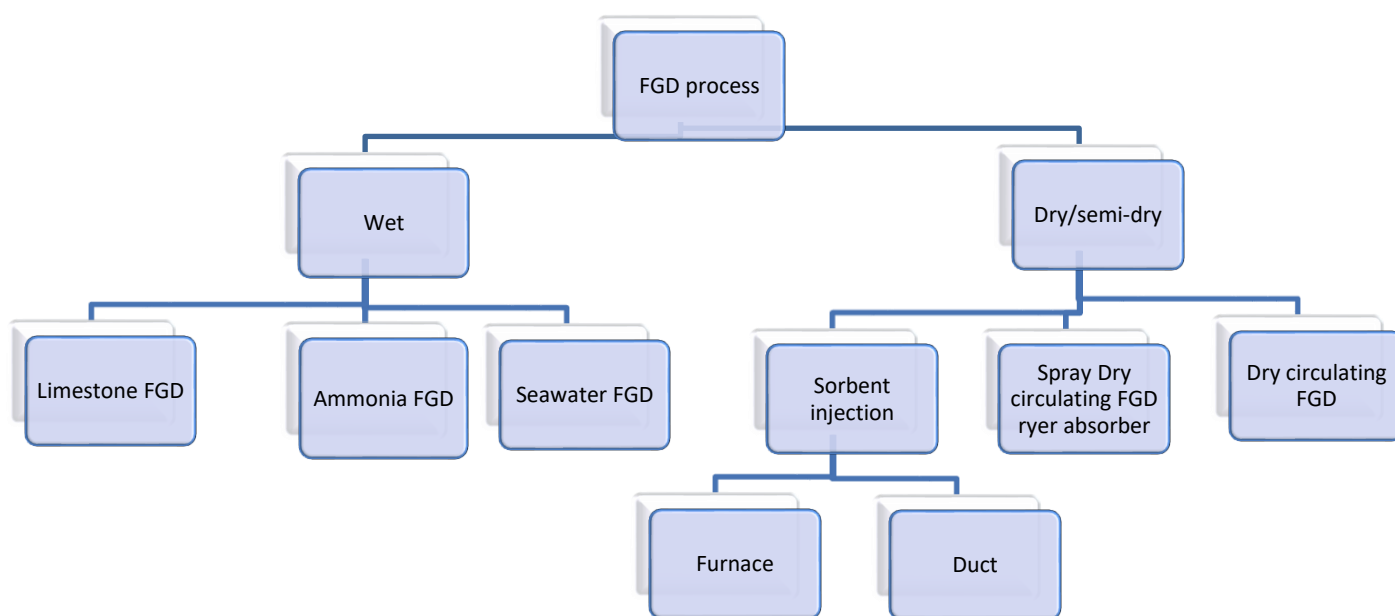 FGD process
Wet
Dry/semi-dry
Limestone FGD
Ammonia FGD
Seawater FGD
Sorbent
injection
Spray Dry
circulating FGD
ryer absorber
Dry circulating
FGD
Furnace
Duct